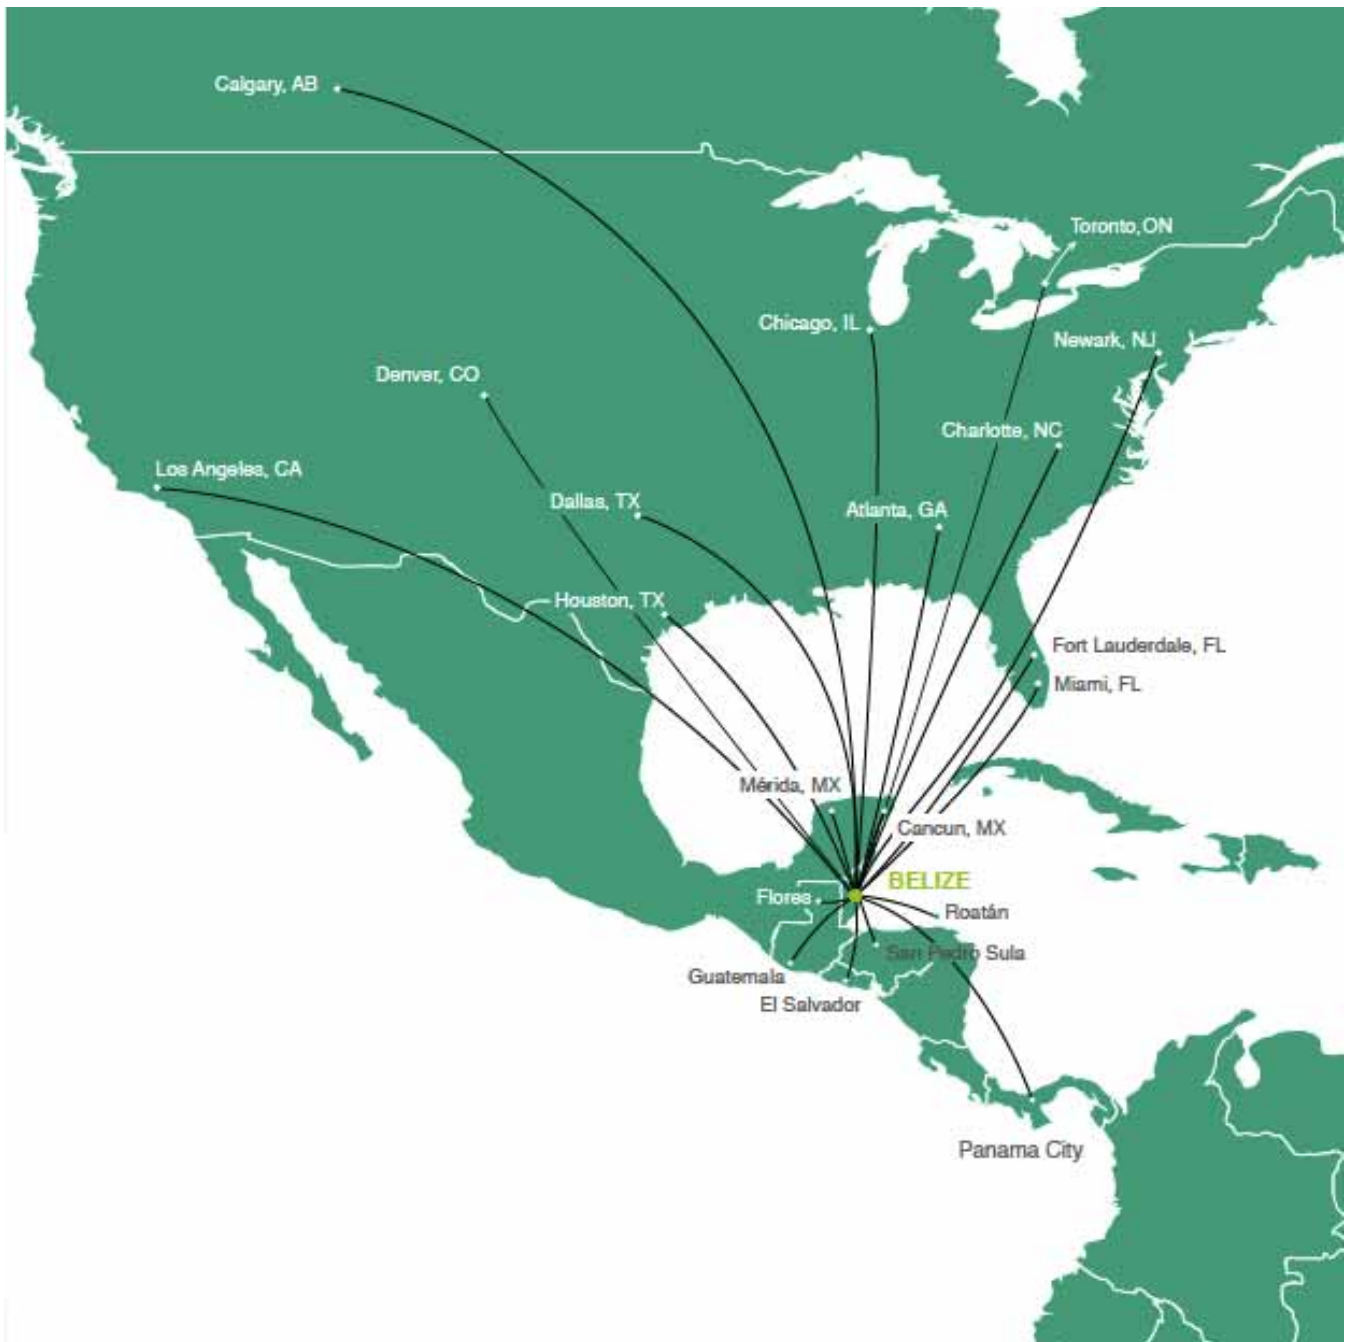 Calgary, AB
Toronto, ON
Chicago, IL
Newark, NJ
Denver, CO
Charlotte, NC
Los Angeles, CA
Dallas, TX
Atlanta, GA
Houston, TX
Fort Lauderdale, FL
Miami, FL
Mérida, MX
Cancun, MX
BELIZE
Flores
Roatán
San Pedro Sula
Guatemala
El Salvador
Panama City